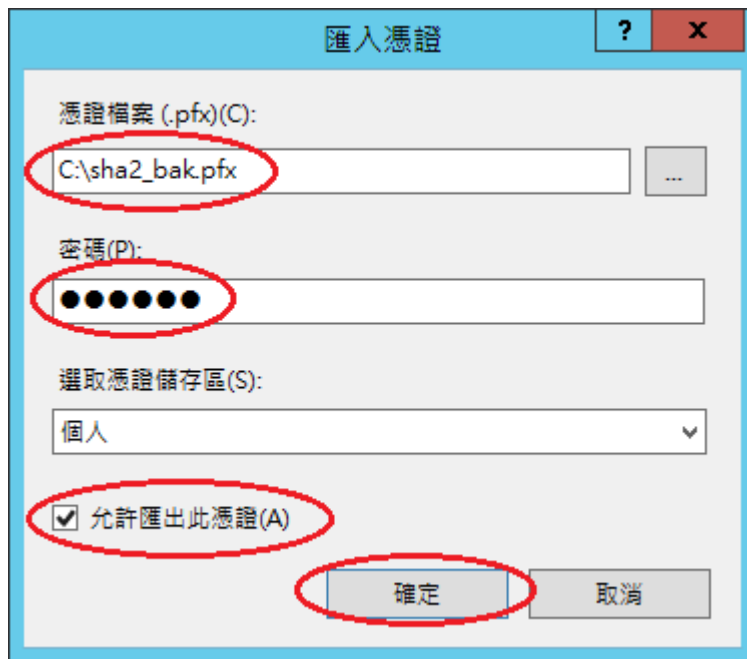 匯入憑證
? x
憑證檔案 (.pfx)(C):
C:\sha2_bak.pfx
...
密碼(P):
●●●●●●
選取憑證儲存區(S):
個人
允許匯出此憑證(A)
確定
取消